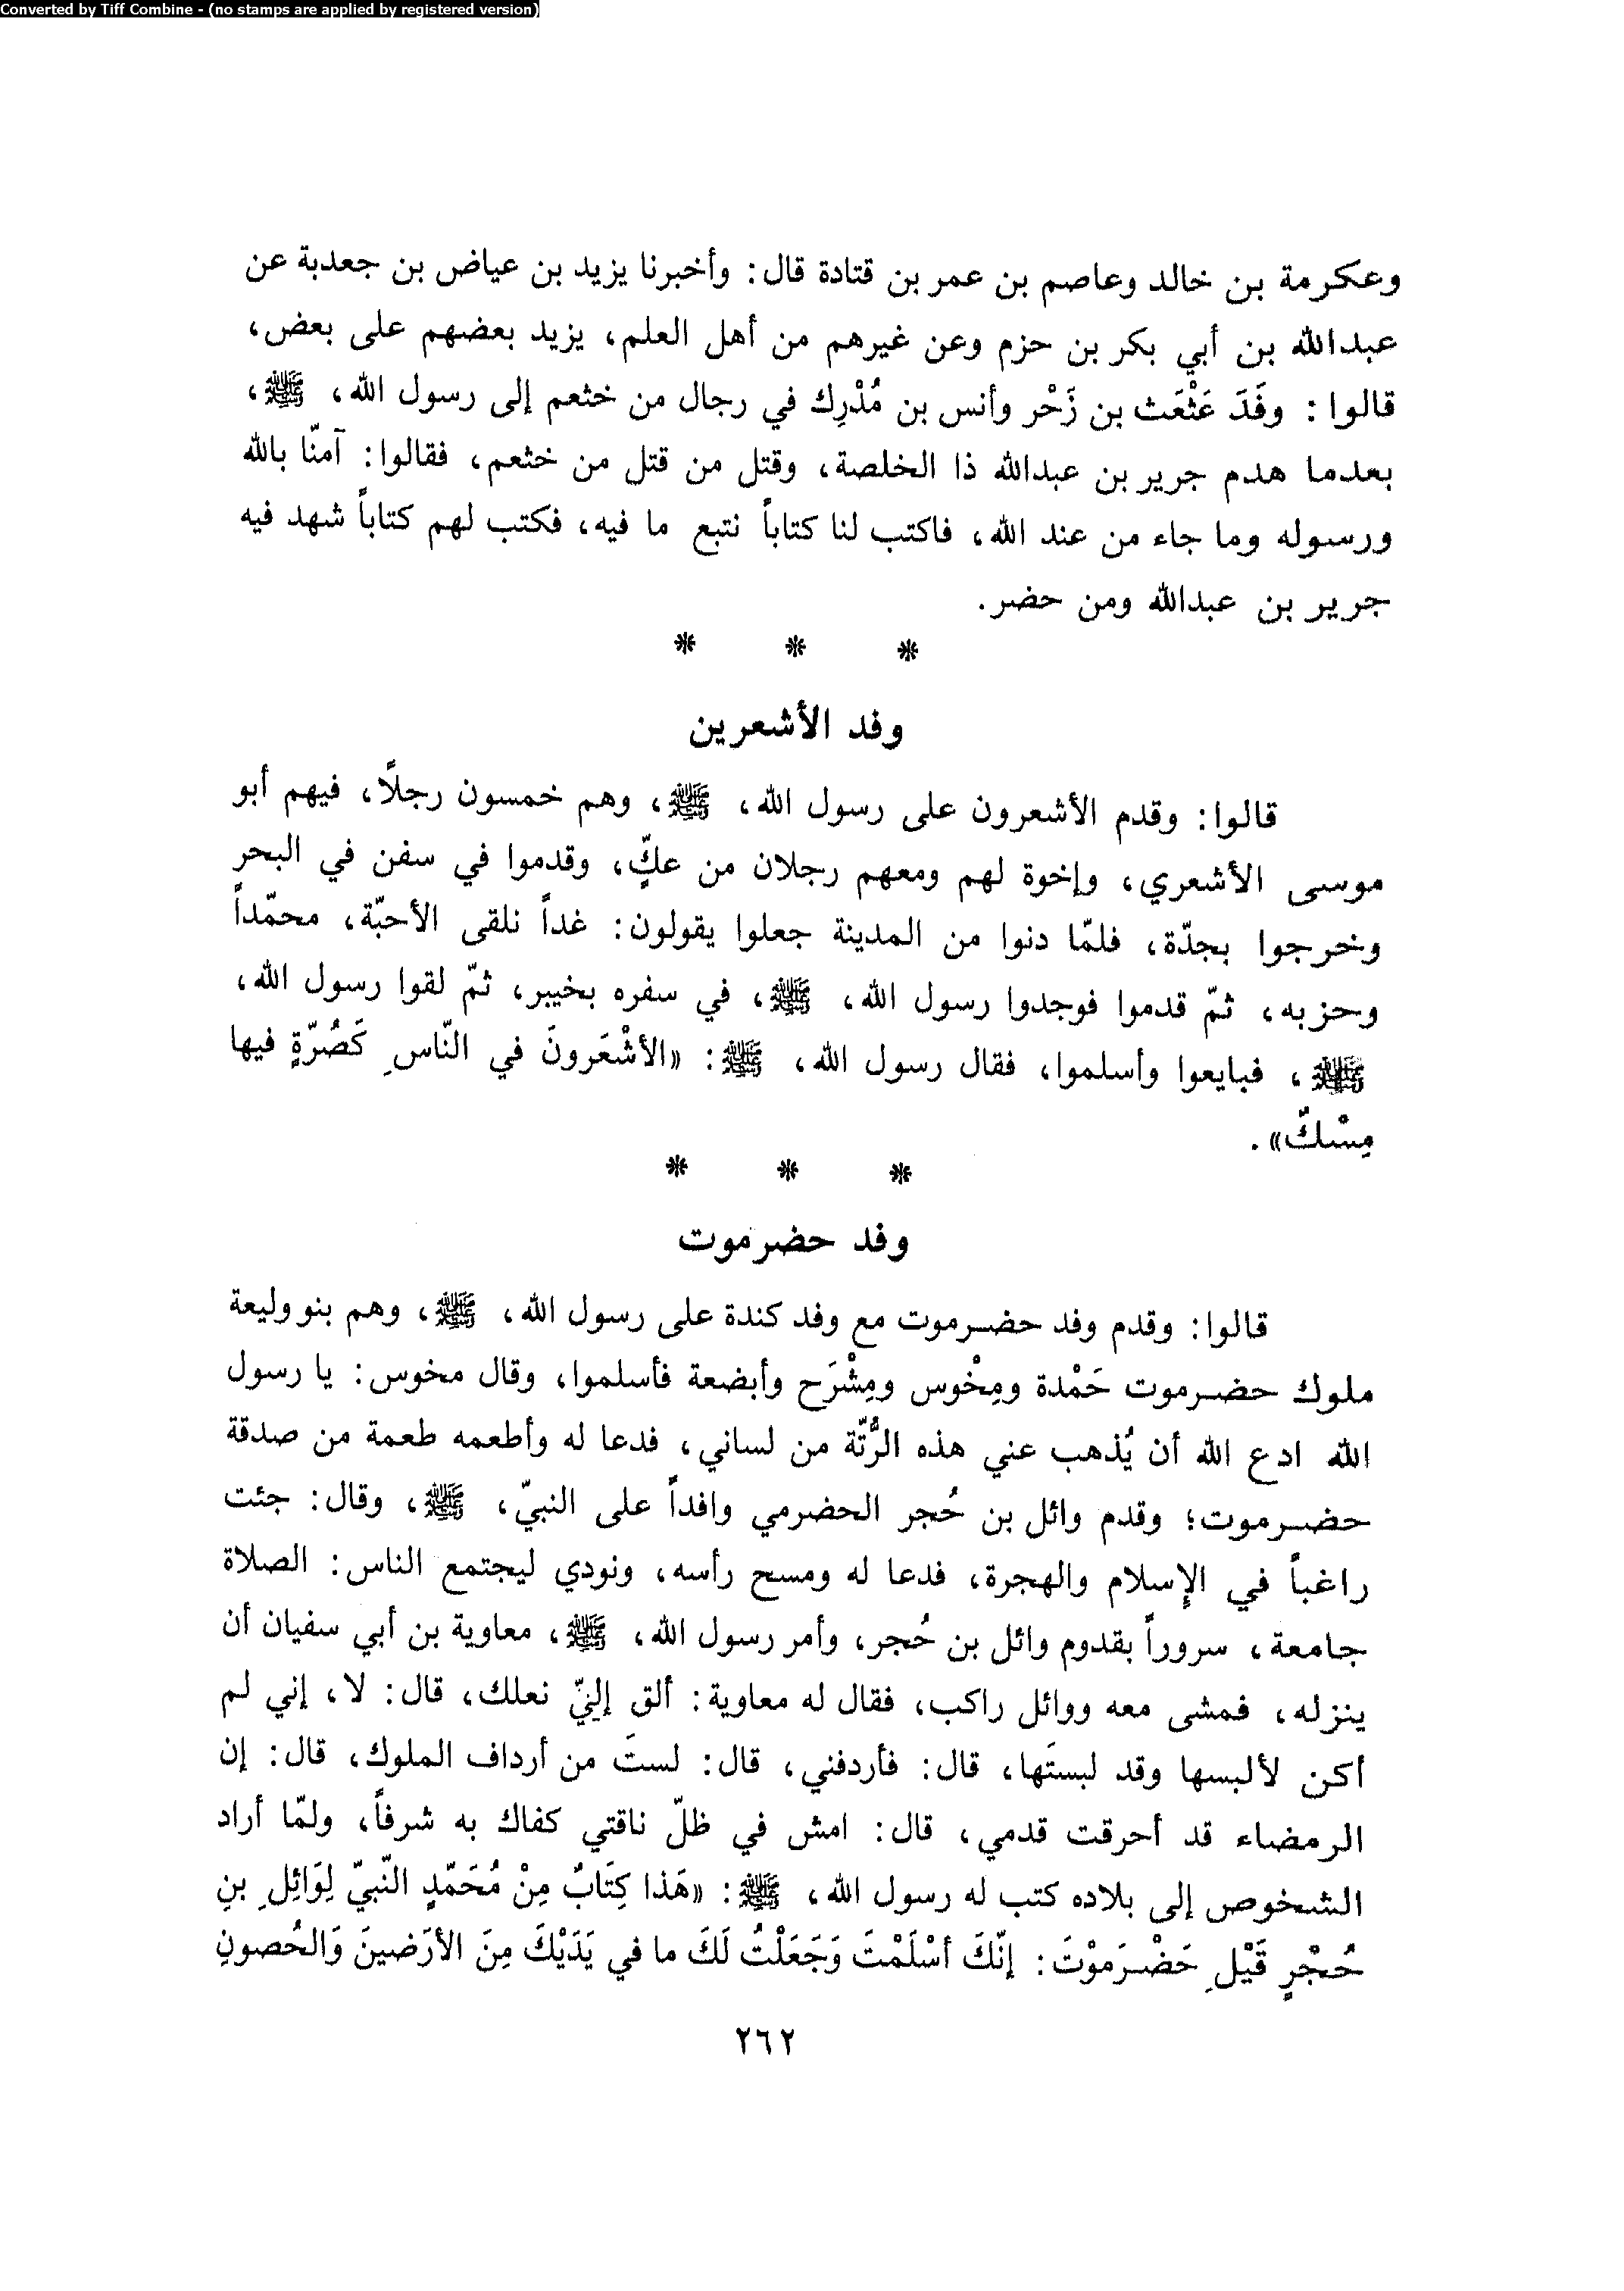 Converted by Tiff Combine - (no stamps are applied by registered version)
وعكرمة بن خالد وعاصم بن عمر بن قتادة قال: وأخبرنا يزيد بن عياض بن جعدبة عن
عبدالله بن أبي بكر بن حزم وعن غيرهم من أهل العلم، يزيد بعضهم على بعض،
قالوا: وفَدَ عَثْعَث بن زَحْر وأنس بن مُدْرِك في رجال من خثعم إلى رسول الله، ﷺ،
بعدما هدم جرير بن عبدالله ذا الخلصة، وقتل من قتل من خثعم، فقالوا: آمنّا بالله
ورسوله وما جاء من عند الله، فاكتب لنا كتاباً نتبع ما فيه، فكتب لهم كتاباً شهد فيه
جرير بن عبدالله ومن حضر.
* * *
وفد الأشعرين
قالوا: وقدم الأشعرون على رسول الله، ﷺ، وهم خمسون رجلًا، فيهم أبو
موسى الأشعري، وإخوة لهم ومعهم رجلان من عكٍّ، وقدموا في سفن في البحر
وخرجوا بجدّة، فلمّا دنوا من المدينة جعلوا يقولون: غداً نلقى الأحبّة، محمّداً
وحزبه، ثمّ قدموا فوجدوا رسول الله، ﷺ، في سفره بخيبر، ثمّ لقوا رسول الله،
ﷺ، فبايعوا وأسلموا، فقال رسول الله، ﷺ: «الأشْعَرونَ في النّاسِ كَصُرّةٍ فيها
مِسْكٌ».
* * *
وفد حضرموت
قالوا: وقدم وفد حضرموت مع وفد كندة على رسول الله، ﷺ، وهم بنو وليعة
ملوك حضرموت حَمْدة ومِخْوس ومِشْرَح وأبضعة فأسلموا، وقال مخوس: يا رسول
الله ادع الله أن يُذهب عني هذه الرُّتّة من لساني، فدعا له وأطعمه طعمة من صدقة
حضرموت؛ وقدم وائل بن حُجر الحضرمي وافداً على النبيّ، ﷺ، وقال: جئت
راغباً في الإسلام والهجرة، فدعا له ومسح رأسه، ونودي ليجتمع الناس: الصلاة
جامعة، سروراً بقدوم وائل بن حُجر، وأمر رسول الله، ﷺ، معاوية بن أبي سفيان أن
ينزله، فمشى معه ووائل راكب، فقال له معاوية: ألق إليّ نعلك، قال: لا، إني لم
أكن لألبسها وقد لبستَها، قال: فأردفني، قال: لستَ من أرداف الملوك، قال: إن
الرمضاء قد أحرقت قدمي، قال: امش في ظلّ ناقتي كفاك به شرفاً، ولمّا أراد
الشخوص إلى بلاده كتب له رسول الله، ﷺ: «هَذا كِتَابٌ مِنْ مُحَمّدٍ النّبيّ لِوَائِلِ بنِ
حُجْرٍ قَيْلِ حَضْرَمَوْتَ: إنّكَ أسْلَمْتَ وَجَعَلْتُ لَكَ ما في يَدَيْكَ مِنَ الأرَضينَ وَالحُصونِ
٢٦٢